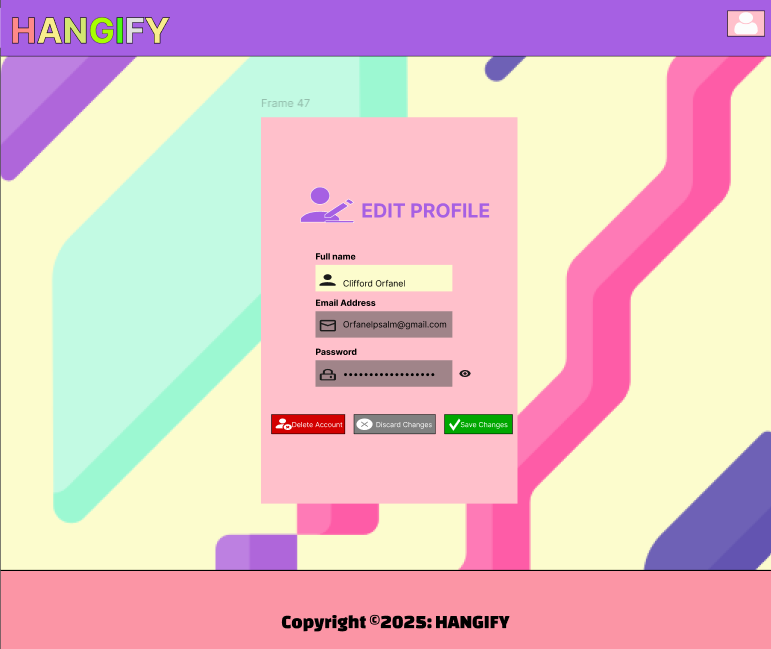 HANGIFY
Frame 47
EDIT PROFILE
Full name
Clifford Orfanel
Email Address
Orfanelpsalm@gmail.com
Password
Delete Account
Discard Changes
Save Changes
Copyright ©2025: HANGIFY